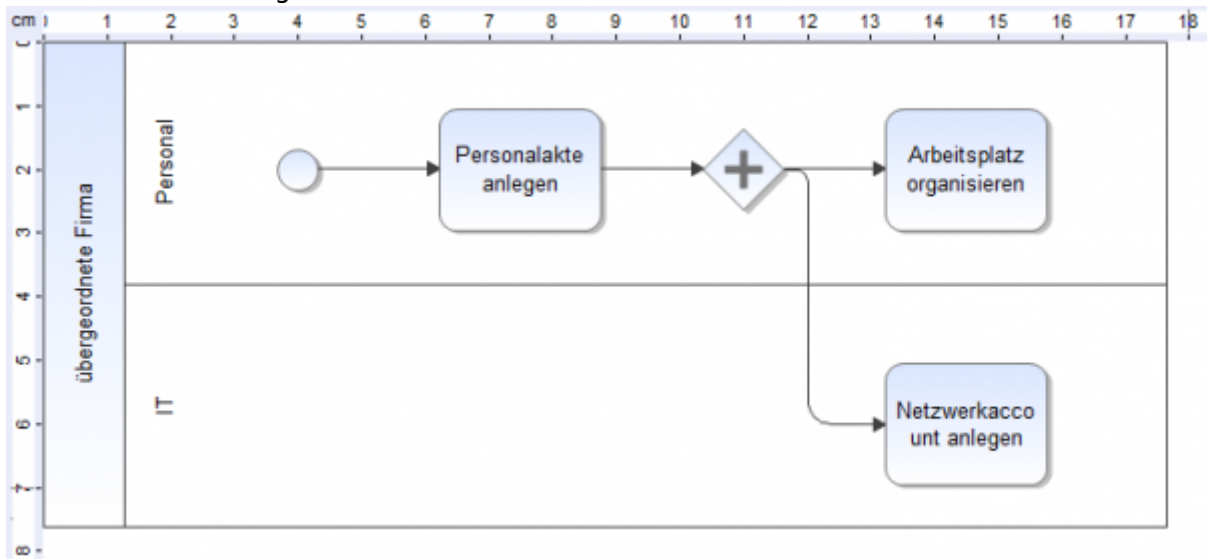 cm 1 2 3 4 5 6 7 8 9 10 11 12 13 14 15 16 17 18
0
1
2
3
4
5
6
7
8
übergeordnete Firma
Personal
Personalakte
anlegen
Arbeitsplatz
organisieren
IT
Netzwerkacco
unt anlegen